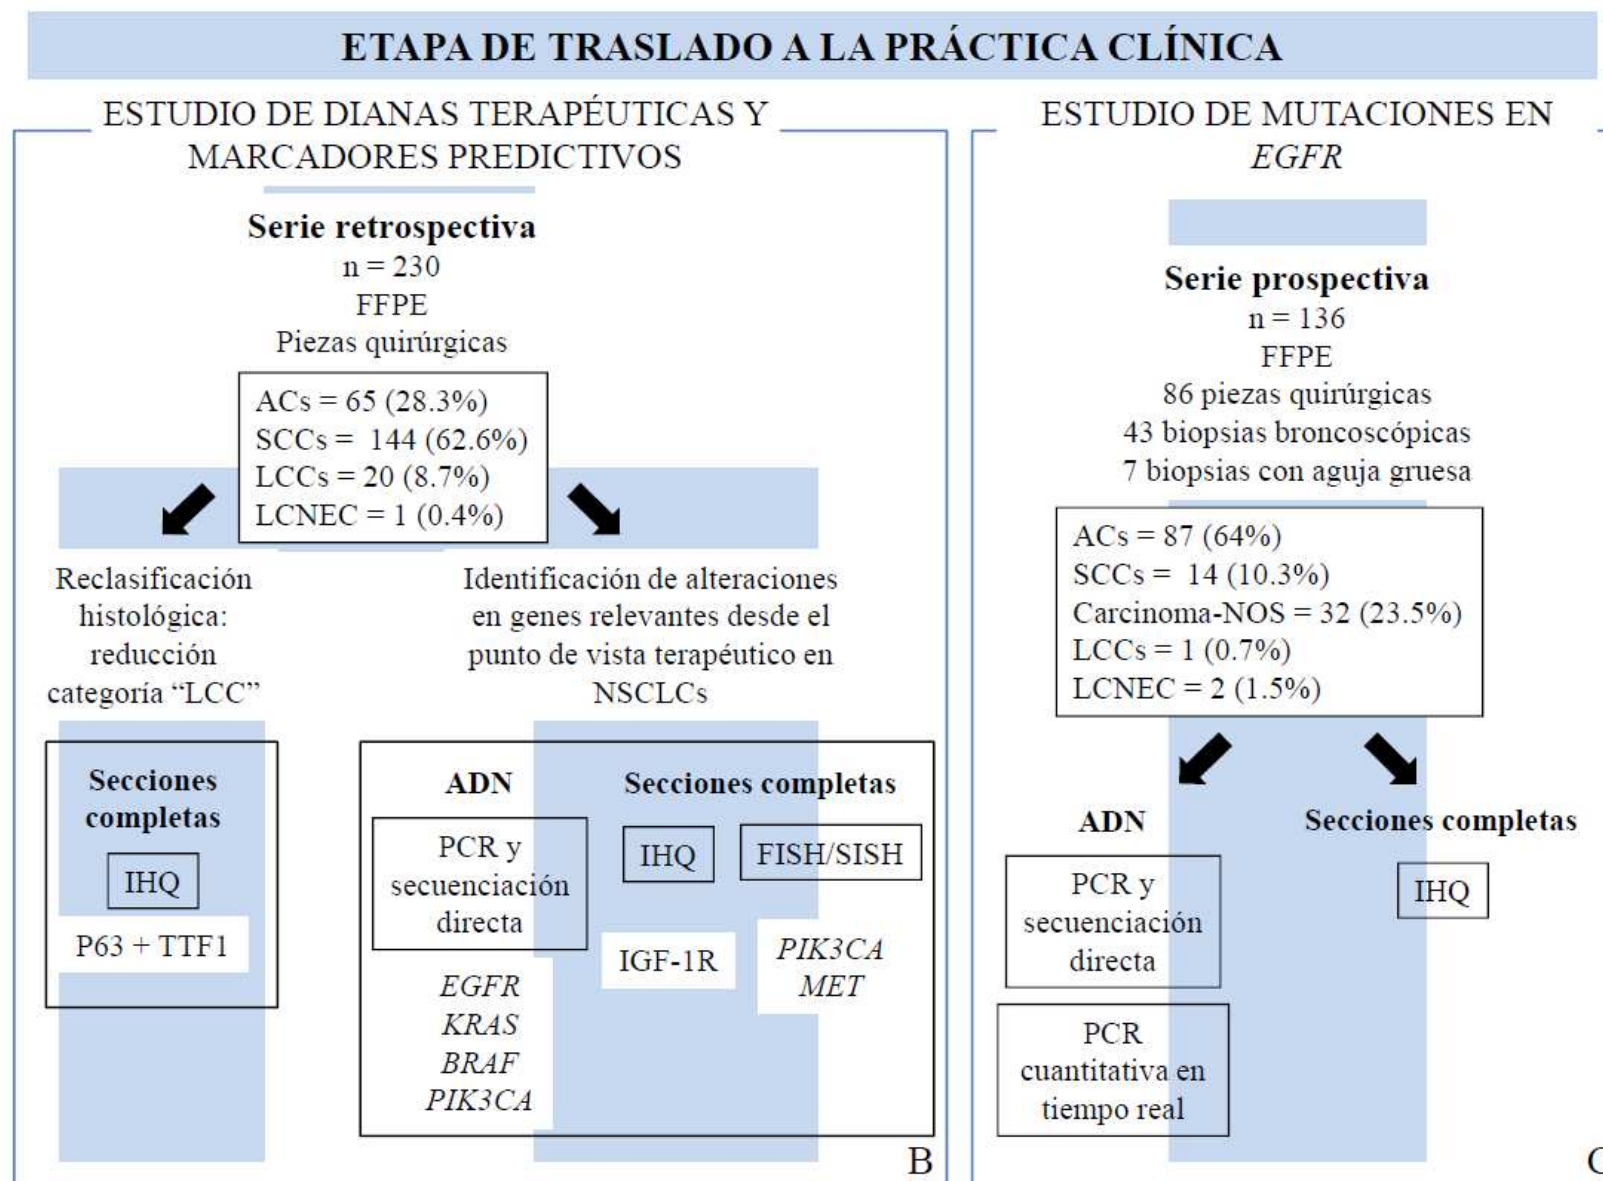 ETAPA DE TRASLADO A LA PRÁCTICA CLÍNICA
ESTUDIO DE DIANAS TERAPÉUTICAS Y
MARCADORES PREDICTIVOS
Serie retrospectiva
n = 230
FFPE
Piezas quirúrgicas
ACs = 65 (28.3%)
SCCs = 144 (62.6%)
LCCs = 20 (8.7%)
LCNEC = 1 (0.4%)
Reclasificación
histológica:
reducción
categoría “LCC”
Secciones
completas
IHQ
P63 + TTF1
Identificación de alteraciones
en genes relevantes desde el
punto de vista terapéutico en
NSCLCs
ADN
PCR y
secuenciación
directa
EGFR
KRAS
BRAF
PIK3CA
Secciones completas
IHQ
IGF-1R
FISH/SISH
PIK3CA
MET
B
ESTUDIO DE MUTACIONES EN
EGFR
Serie prospectiva
n = 136
FFPE
86 piezas quirúrgicas
43 biopsias broncoscópicas
7 biopsias con aguja gruesa
ACs = 87 (64%)
SCCs = 14 (10.3%)
Carcinoma-NOS = 32 (23.5%)
LCCs = 1 (0.7%)
LCNEC = 2 (1.5%)
ADN
PCR y
secuenciación
directa
PCR
cuantitativa en
tiempo real
Secciones completas
IHQ